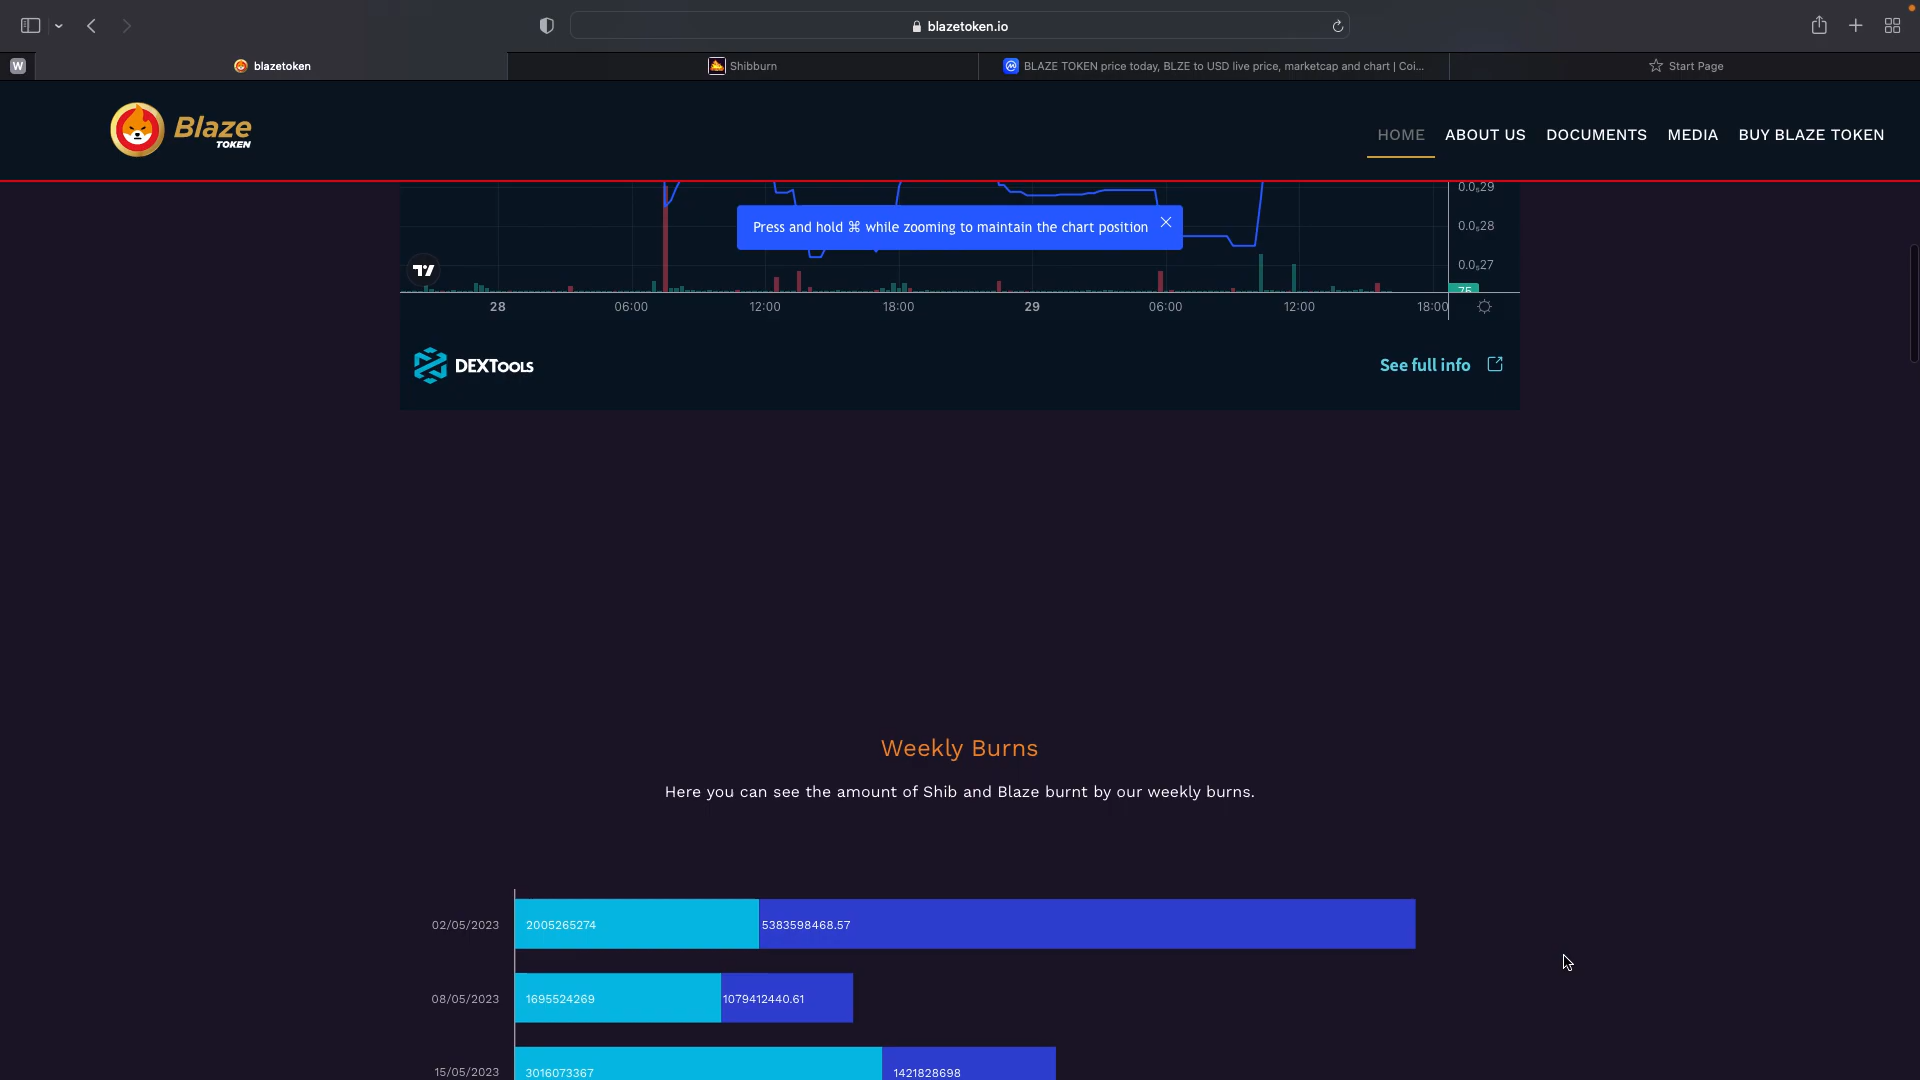 blazetoken.io
W
blazetoken
Shibburn
BLAZE TOKEN price today, BLZE to USD live price, marketcap and chart | Coi...
Start Page
Blaze
TOKEN
HOME
ABOUT US
DOCUMENTS
MEDIA
BUY BLAZE TOKEN
0.0₅29
Press and hold ⌘ while zooming to maintain the chart position
0.0₅28
0.0₅27
75
28
06:00
12:00
18:00
29
06:00
12:00
18:00
DEXTools
See full info
Weekly Burns
Here you can see the amount of Shib and Blaze burnt by our weekly burns.
02/05/2023
2005265274
5383598468.57
08/05/2023
1695524269
1079412440.61
15/05/2023
3016073367
1421828698